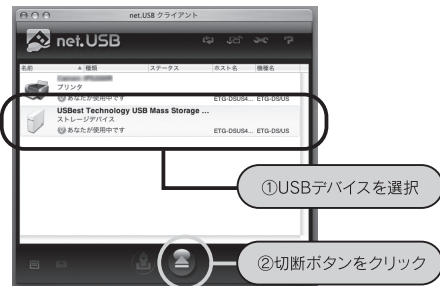 net.USB クライアント
net.USB
名前 ▲ 種類 ステータス ホスト名 機種名
プリンタ
あなたが使用中です ETG-DSUS4... ETG-DS/US
USBest Technology USB Mass Storage ...
ストレージデバイス
あなたが使用中です ETG-DSUS4... ETG-DS/US
①USBデバイスを選択
②切断ボタンをクリック